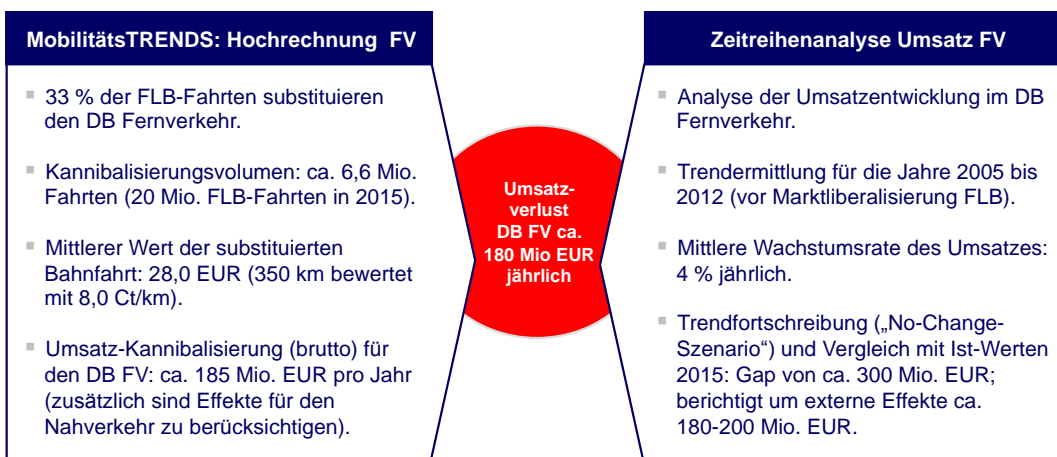 MobilitätsTRENDS: Hochrechnung FV
33 % der FLB-Fahrten substituieren
den DB Fernverkehr.
Kannibalisierungsvolumen: ca. 6,6 Mio.
Fahrten (20 Mio. FLB-Fahrten in 2015).
Mittlerer Wert der substituierten
Bahnfahrt: 28,0 EUR (350 km bewertet
mit 8,0 Ct/km).
Umsatz-Kannibalisierung (brutto) für
den DB FV: ca. 185 Mio. EUR pro Jahr
(zusätzlich sind Effekte für den
Nahverkehr zu berücksichtigen).
Umsatz-
verlust
DB FV ca.
180 Mio EUR
jährlich
Zeitreihenanalyse Umsatz FV
Analyse der Umsatzentwicklung im DB
Fernverkehr.
Trendermittlung für die Jahre 2005 bis
2012 (vor Marktliberalisierung FLB).
Mittlere Wachstumsrate des Umsatzes:
4 % jährlich.
Trendfortschreibung („No-Change-
Szenario“) und Vergleich mit Ist-Werten
2015: Gap von ca. 300 Mio. EUR;
berichtigt um externe Effekte ca.
180-200 Mio. EUR.